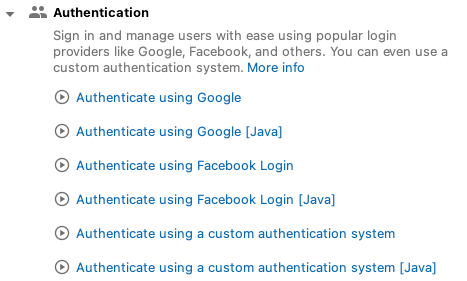 Authentication
Sign in and manage users with ease using popular login
providers like Google, Facebook, and others. You can even use a
custom authentication system. More info
Authenticate using Google
Authenticate using Google [Java]
Authenticate using Facebook Login
Authenticate using Facebook Login [Java]
Authenticate using a custom authentication system
Authenticate using a custom authentication system [Java]